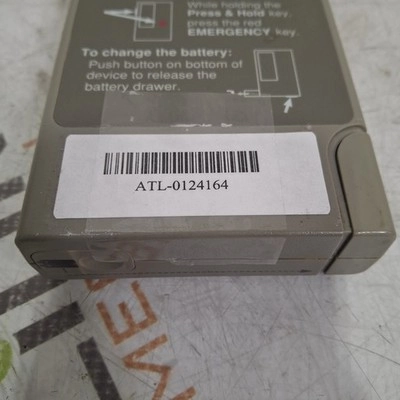 While holding the
Press & Hold key,
press the red
EMERGENCY key.
To change the battery:
Push button on bottom of
device to release the
battery drawer.
ATL-0124164